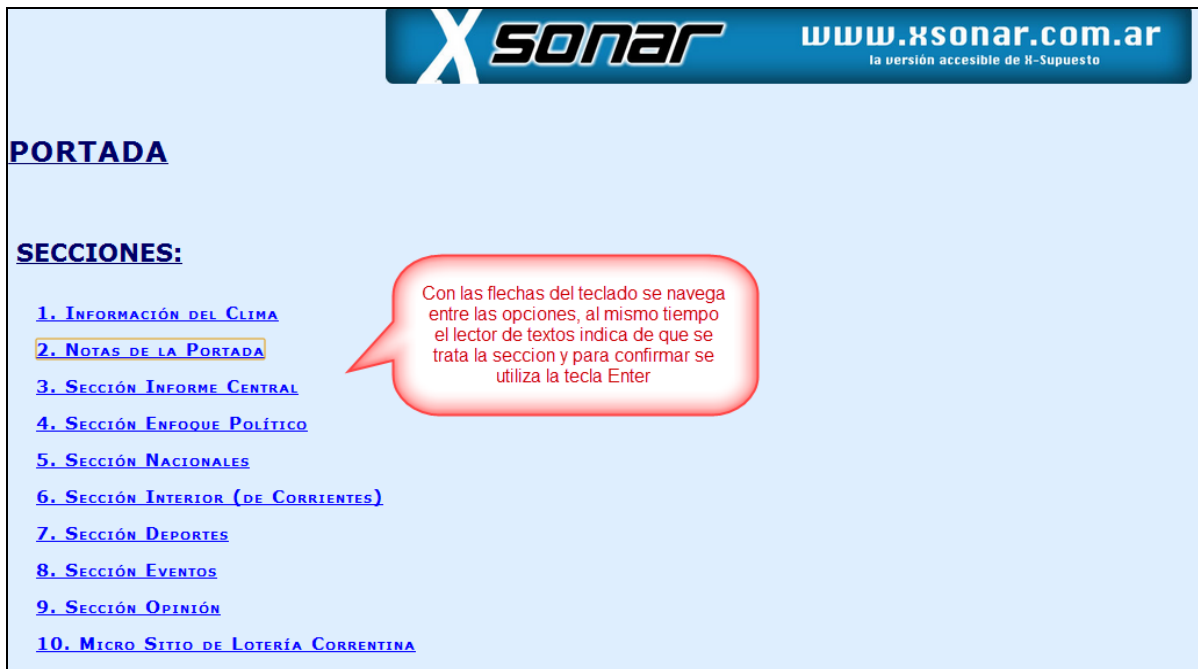 X sonar
www.xsonar.com.ar
la versión accesible de X-Supuesto
PORTADA
SECCIONES:
1. Información del Clima
2. Notas de la Portada
3. Sección Informe Central
4. Sección Enfoque Político
5. Sección Nacionales
6. Sección Interior (de Corrientes)
7. Sección Deportes
8. Sección Eventos
9. Sección Opinión
10. Micro Sitio de Lotería Correntina
Con las flechas del teclado se navega
entre las opciones, al mismo tiempo
el lector de textos indica de que se
trata la seccion y para confirmar se
utiliza la tecla Enter